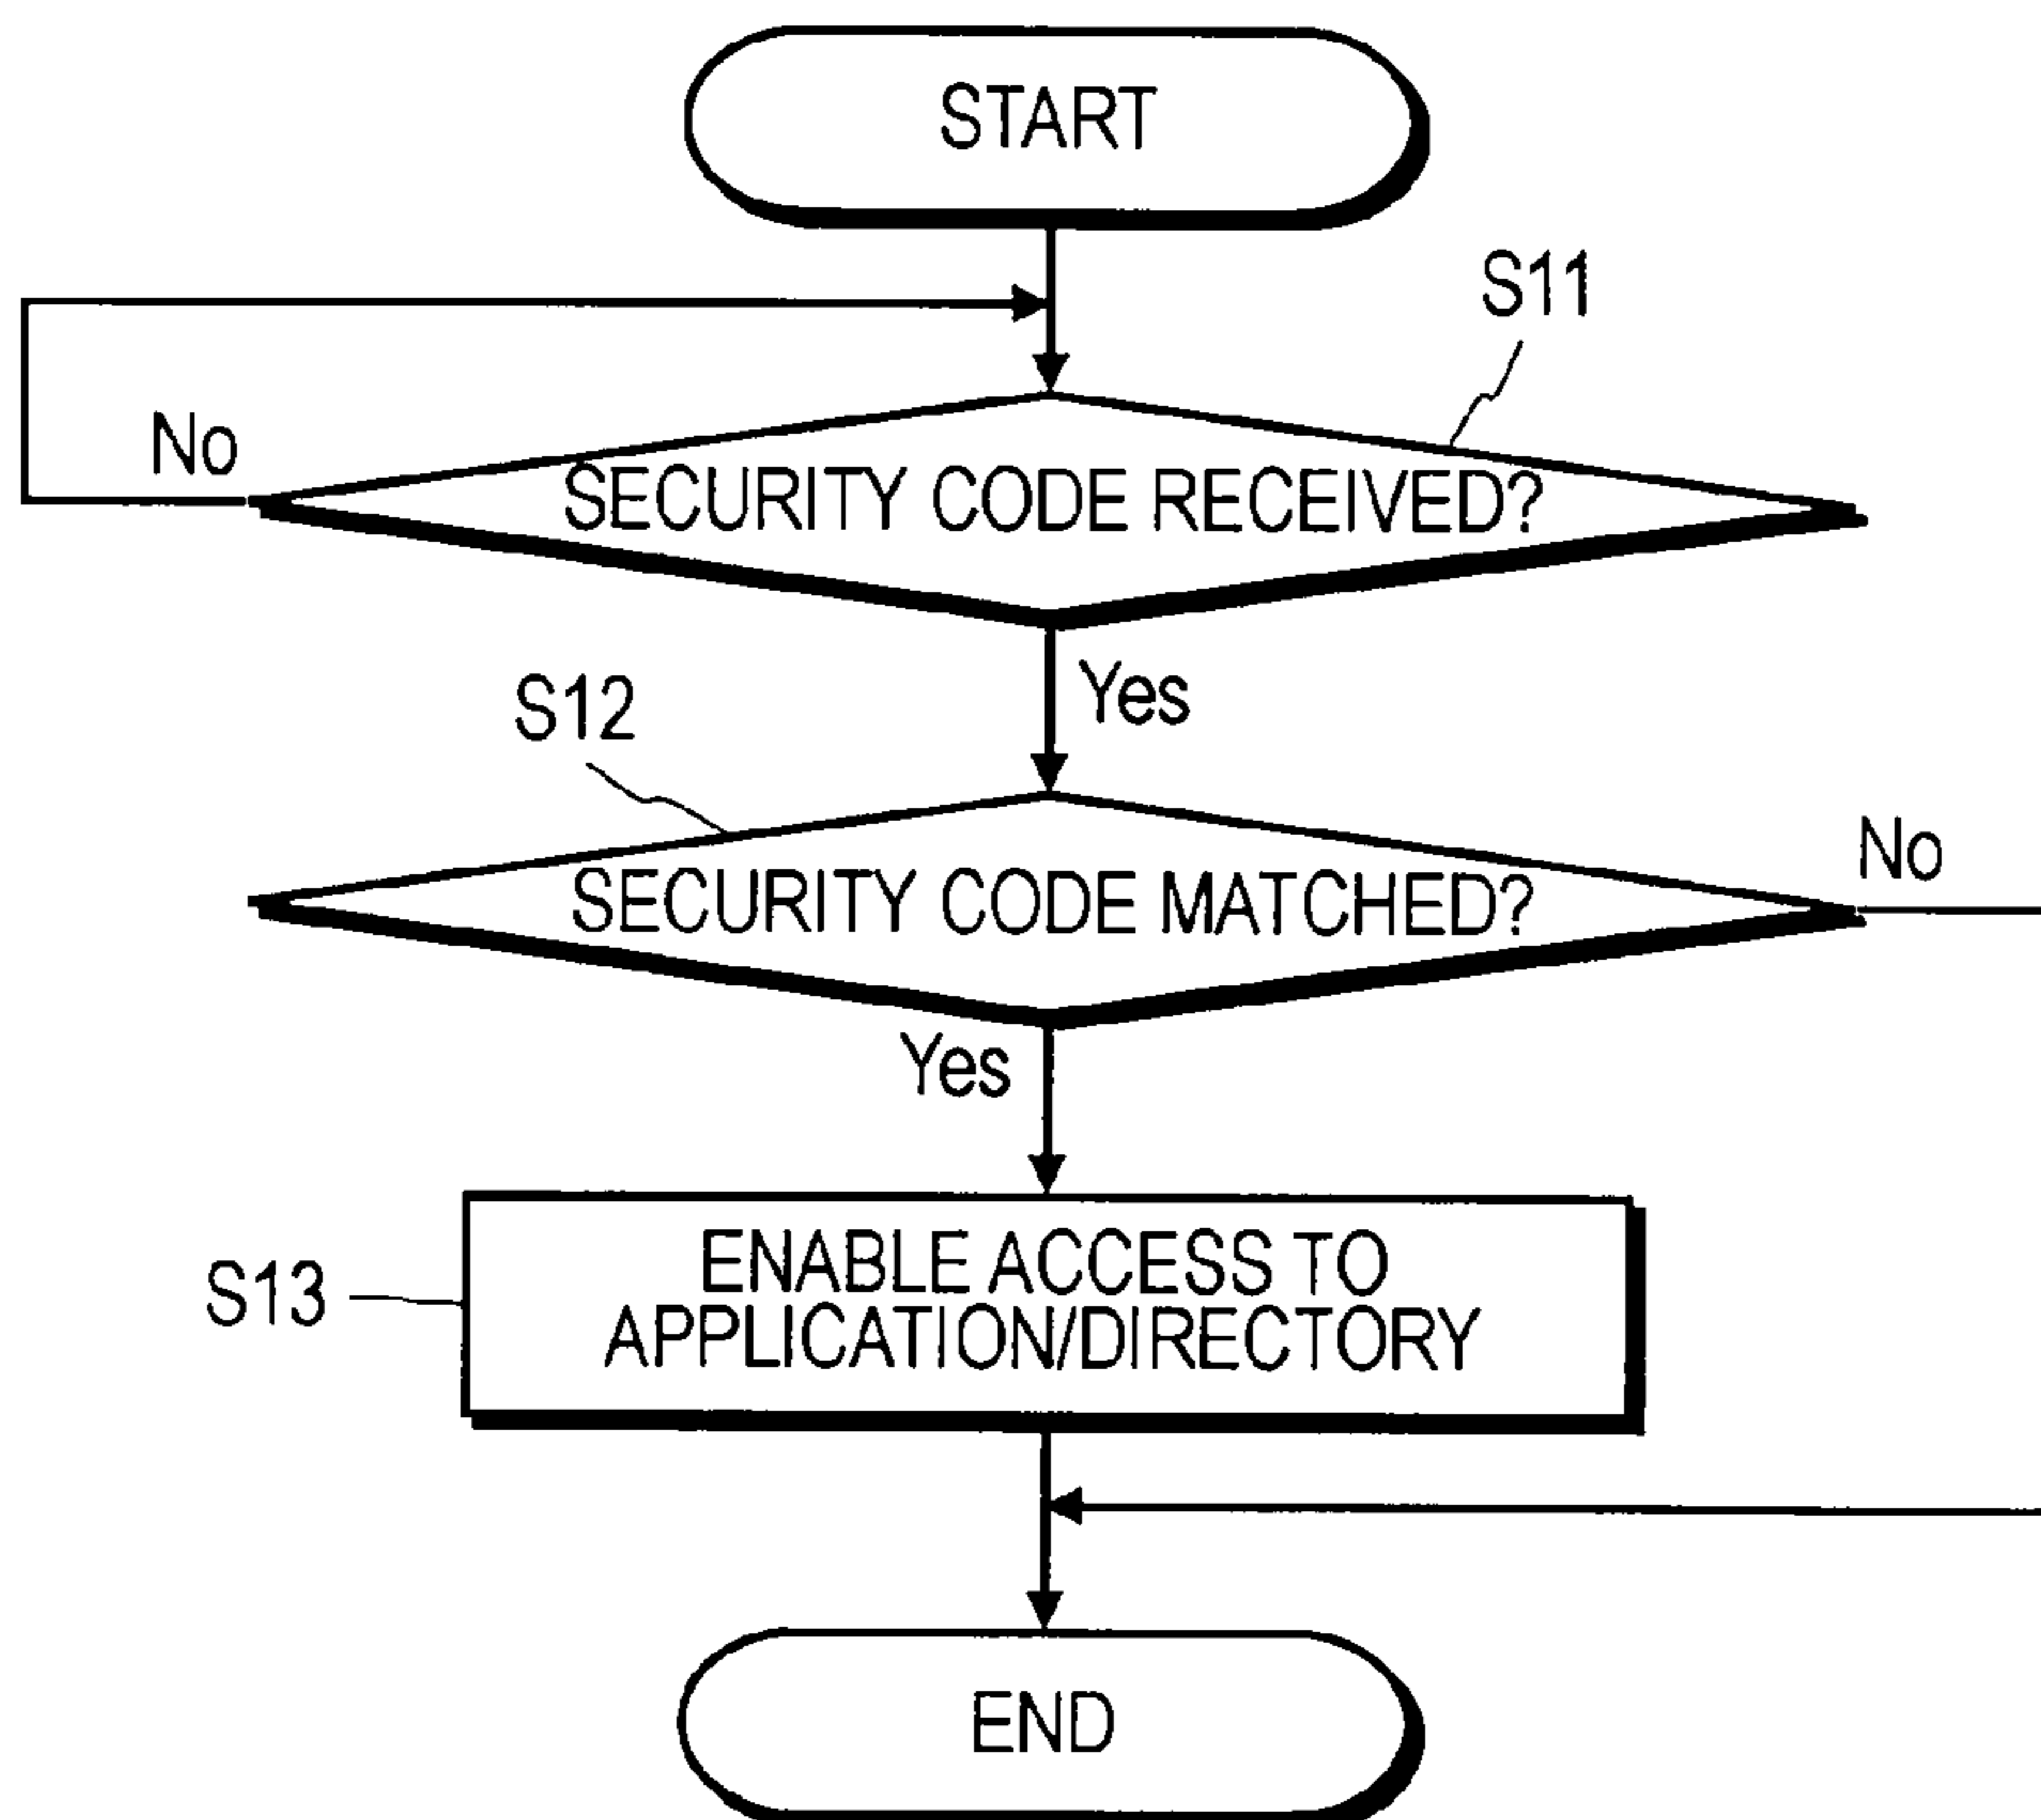 START
S11
No
SECURITY CODE RECEIVED?
Yes
S12
No
SECURITY CODE MATCHED?
Yes
ENABLE ACCESS TO
S13
APPLICATION/DIRECTORY
END